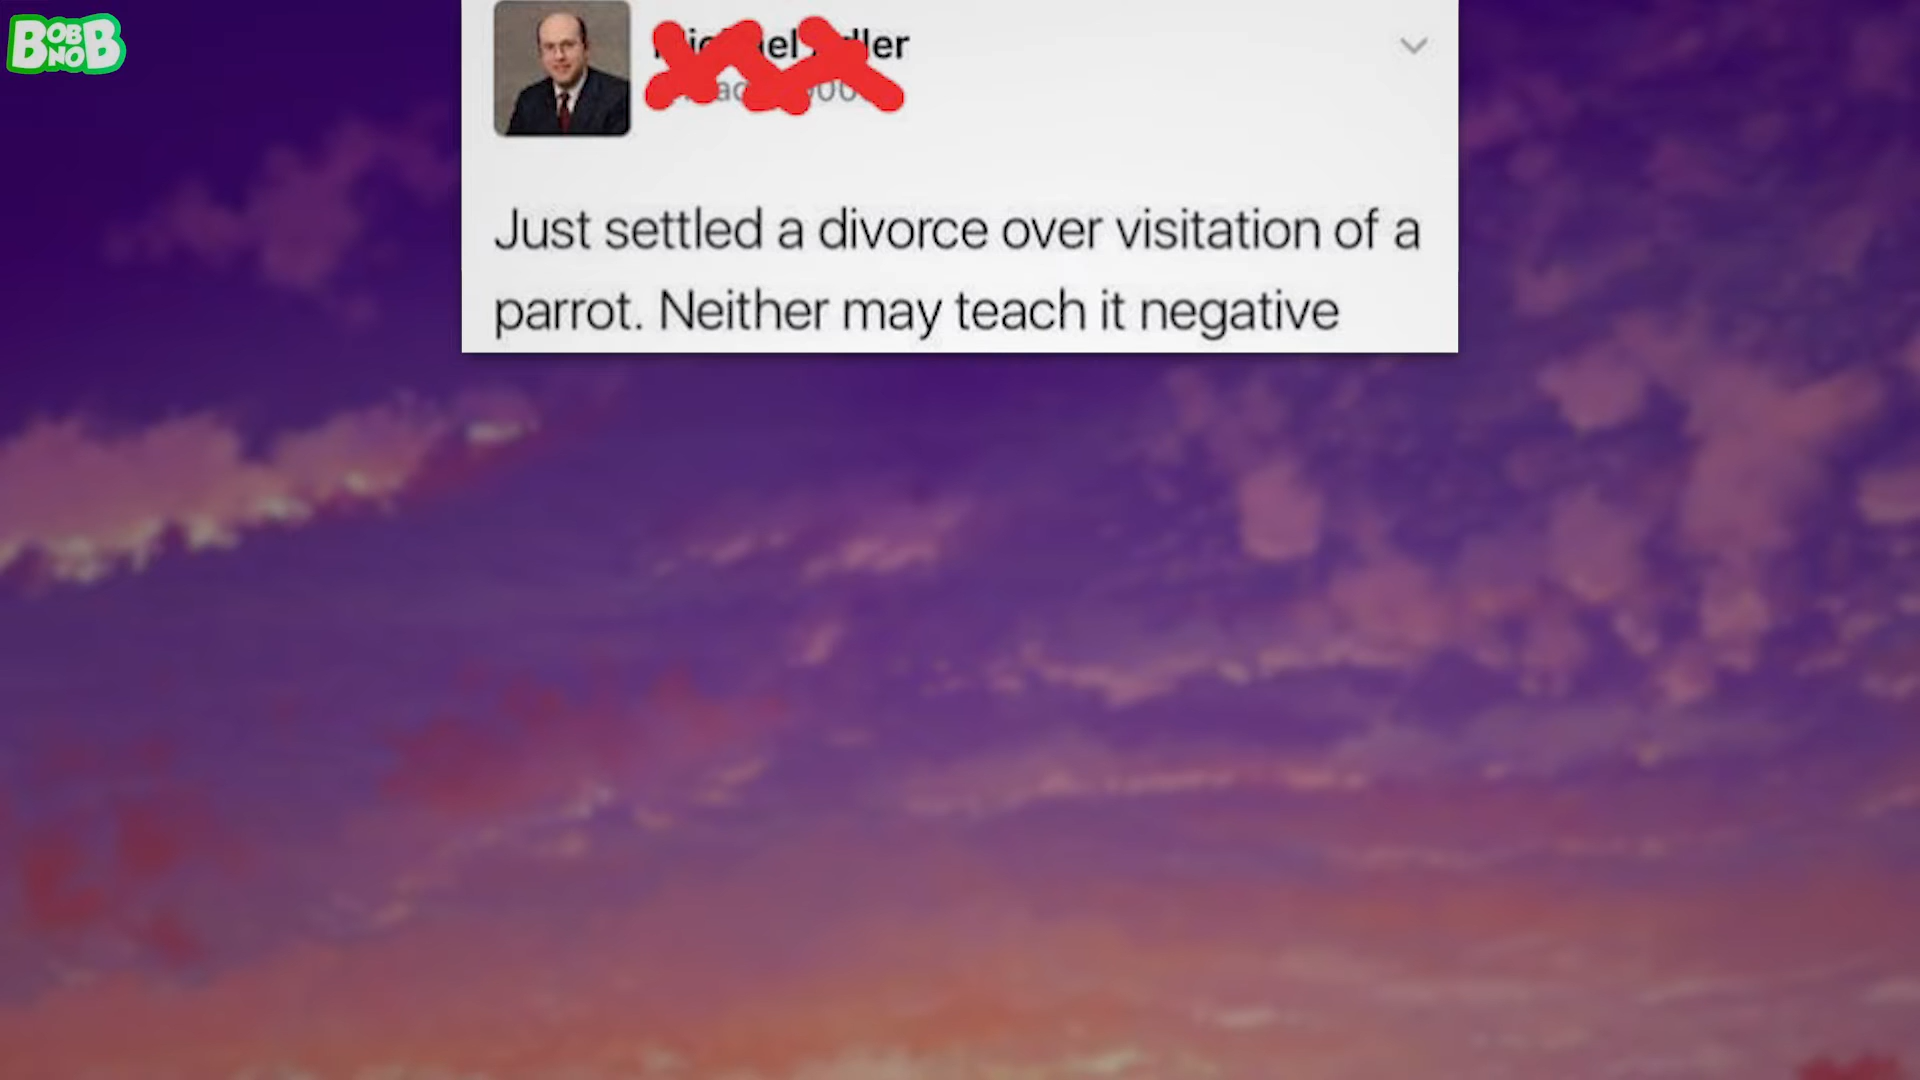 BOB
NO
B
Just settled a divorce over visitation of a
parrot. Neither may teach it negative